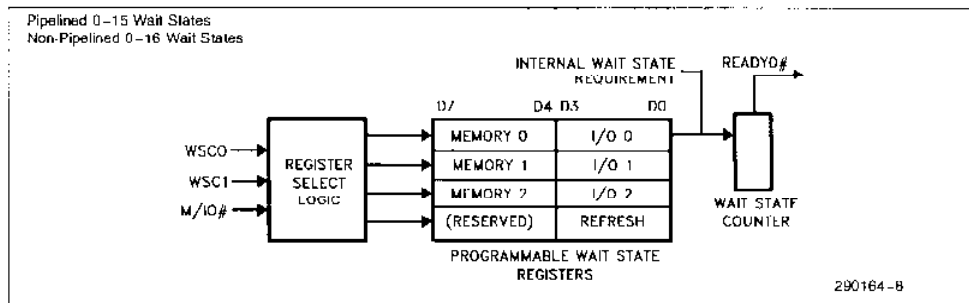 Pipelined 0–15 Wait States
Non-Pipelined 0–16 Wait States
INTERNAL WAIT STATE
REQUIREMENT
READYO#
D7 D4 D3 D0
WSC0
WSC1
M/IO#
REGISTER
SELECT
LOGIC
MEMORY 0 I/O 0
MEMORY 1 I/O 1
MEMORY 2 I/O 2
(RESERVED) REFRESH
WAIT STATE
COUNTER
PROGRAMMABLE WAIT STATE
REGISTERS
290164–8